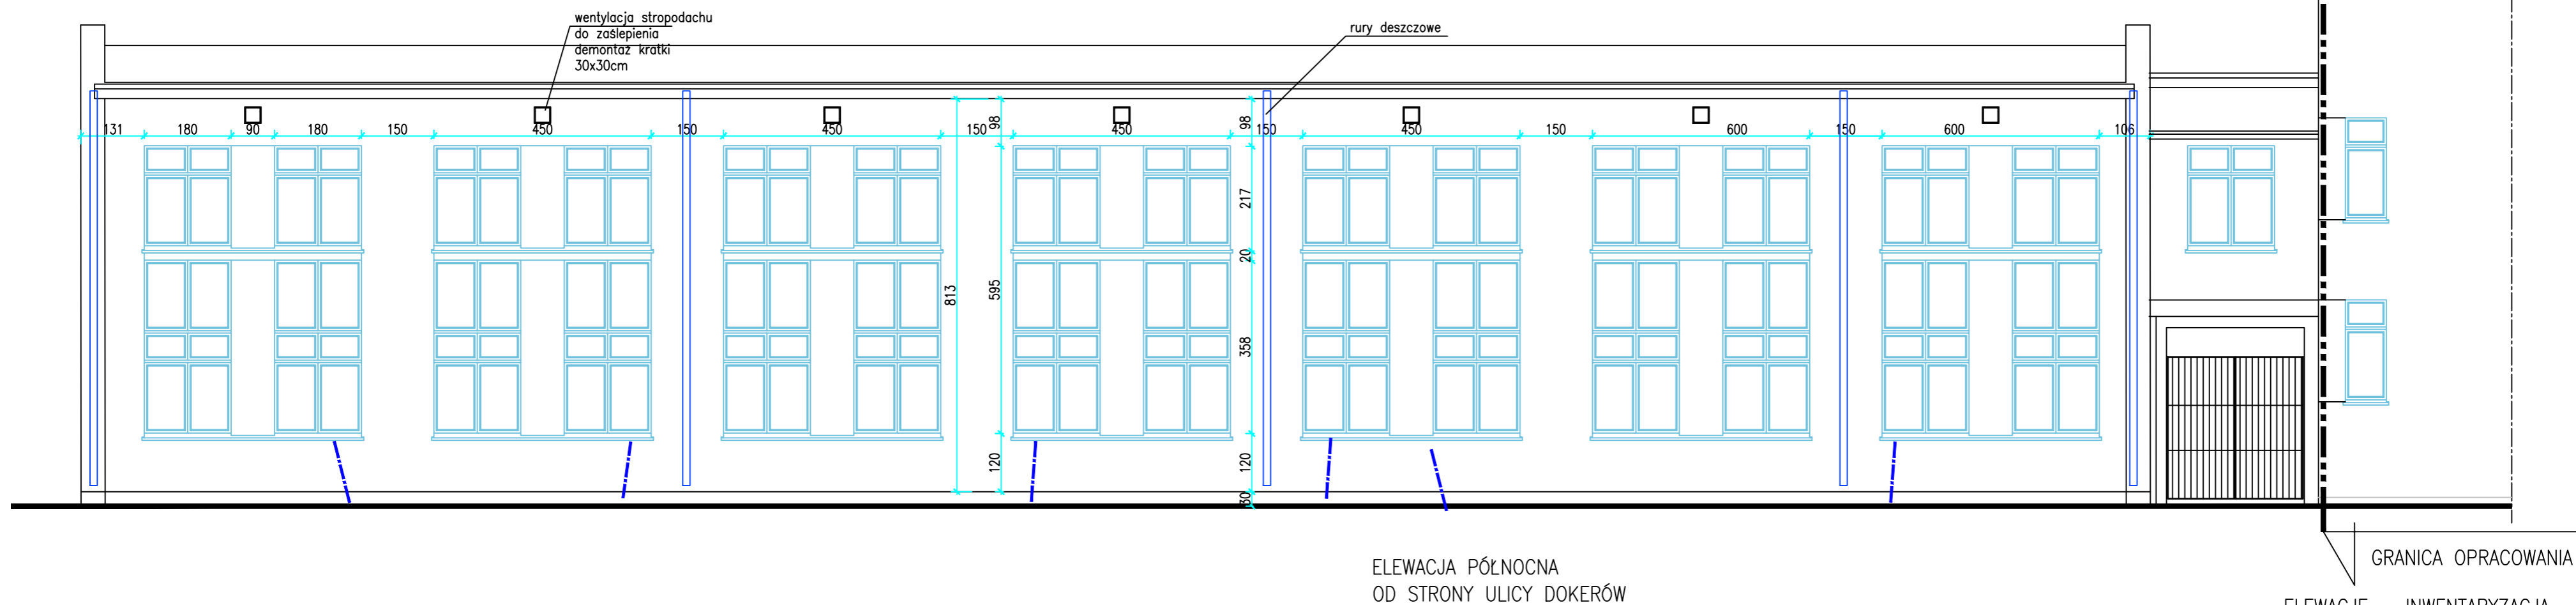 wentylacja stropodachu
do zaślepienia
demontaż kratki
30x30cm
rury deszczowe
131 180 90 180 150 450 150 450 150 450 150 450 150 600 150 600 106
98
98
217
20
813
595
358
120
120
30
ELEWACJA PÓŁNOCNA
OD STRONY ULICY DOKERÓW
GRANICA OPRACOWANIA
ELEWACJE - INWENTARYZACJA